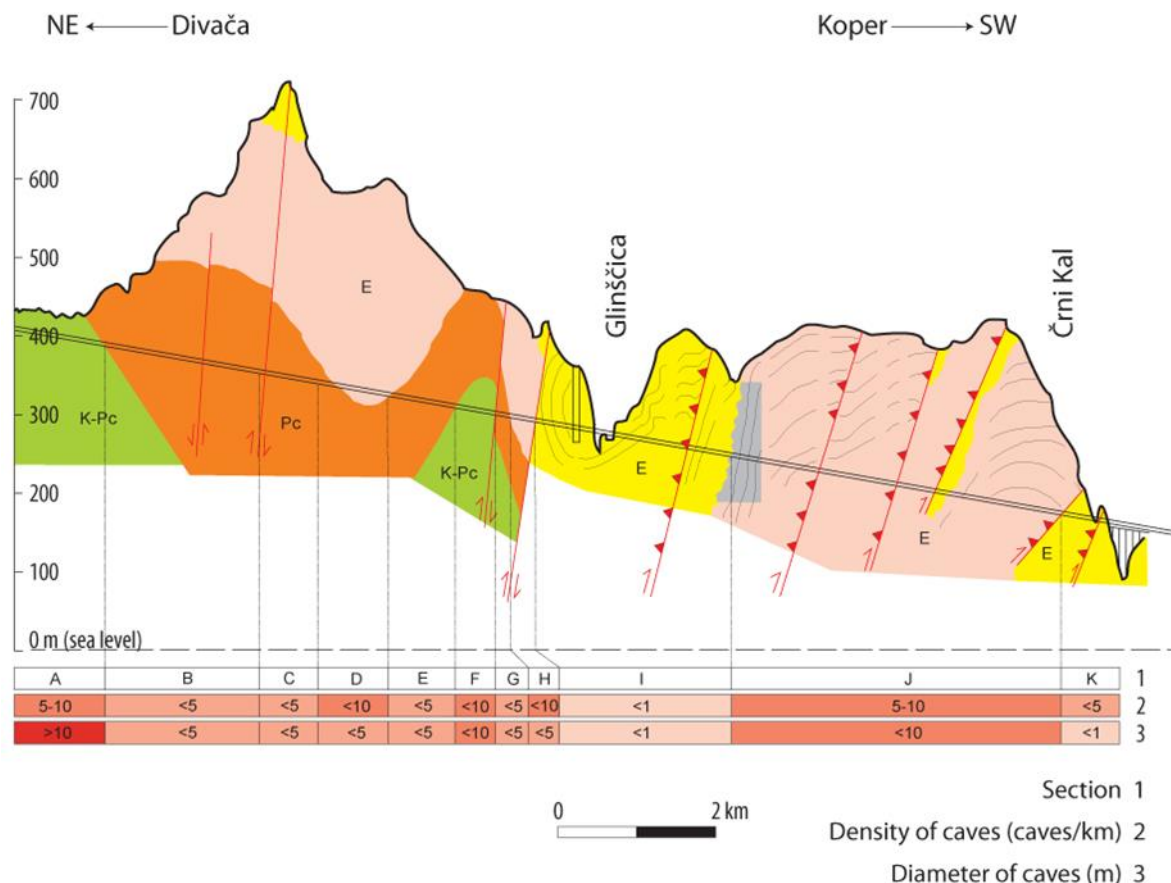 NE ← Divača
Koper → SW
700
600
500
400
300
200
100
0 m (sea level)
Glinščica
Črni Kal
E
K-Pc
Pc
K-Pc
E
E
E
A B C D E F G H I J K 1
5-10 <5 <5 <10 <5 <10 <5 <10 <1 5-10 <5 2
>10 <5 <5 <5 <5 <10 <5 <5 <1 <10 <1 3
0 2 km
Section 1
Density of caves (caves/km) 2
Diameter of caves (m) 3